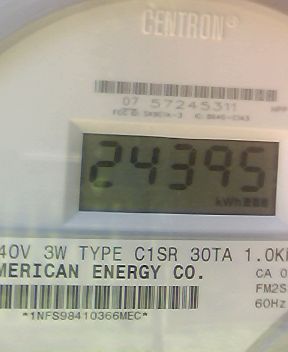 CENTRON®
07 57245311
24395
kWh
40V 3W TYPE C1SR 30TA 1.0K
MERICAN ENERGY CO.
CA 0
FM2S
60Hz
*1NFS98410366MEC*